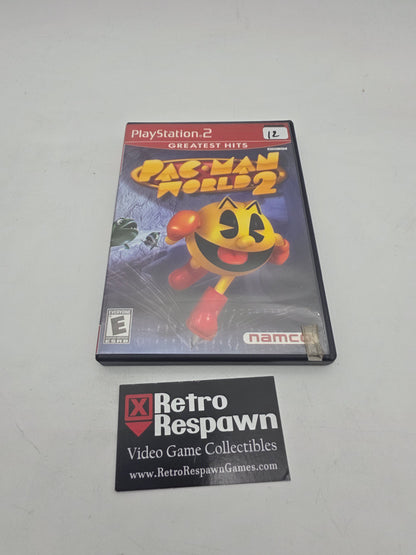 PlayStation 2
12
GREATEST HITS
PAC-MAN
WORLD 2
EVERYONE
E
ESRB
namco
Retro
Respawn
Video Game Collectibles
www.RetroRespawnGames.com